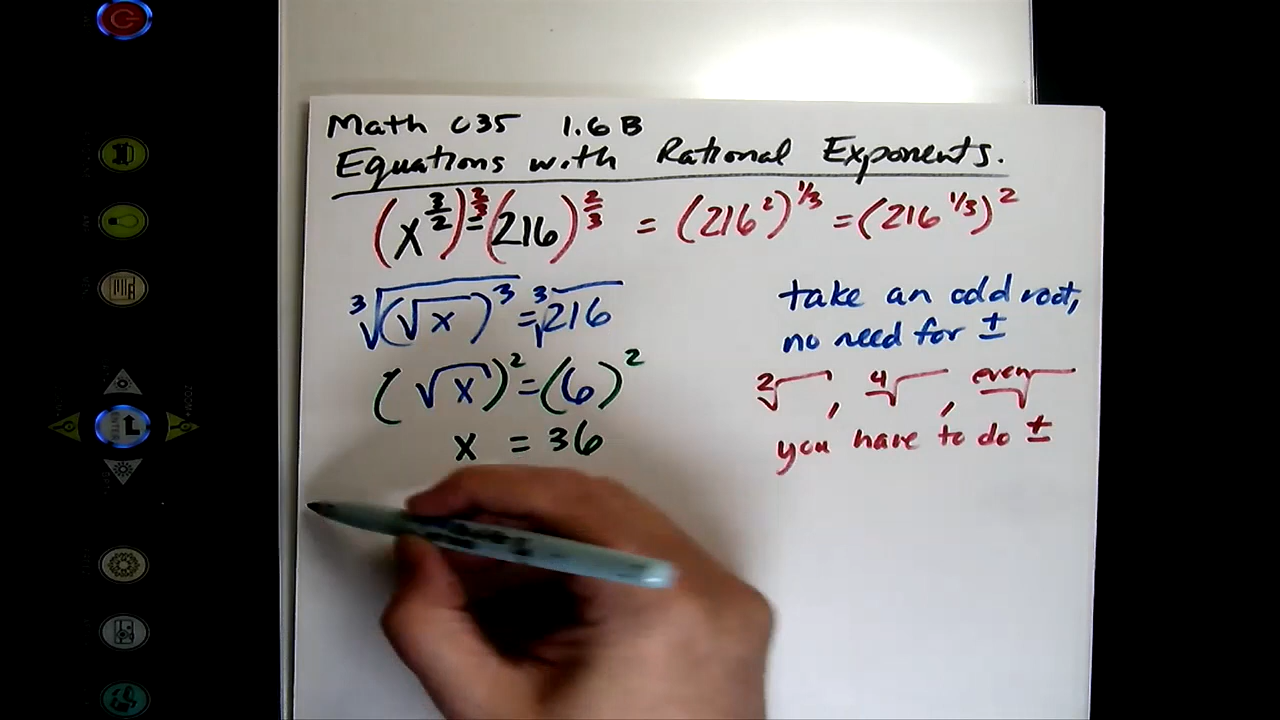 Math C35 1.6 B
Equations with Rational Exponents.
(x^{3/2})^{2/3} = (216)^{2/3} = (216²)^{1/3} = (216^{1/3})²
∛(√x)³ = ∛216
(√x)² = (6)²
x = 36
take an odd root,
no need for ±
²√ , ⁴√ , even√
you have to do ±